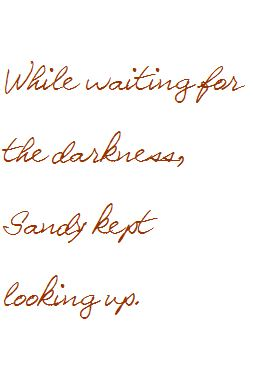 While waiting for
the darkness,
Sandy kept
looking up.